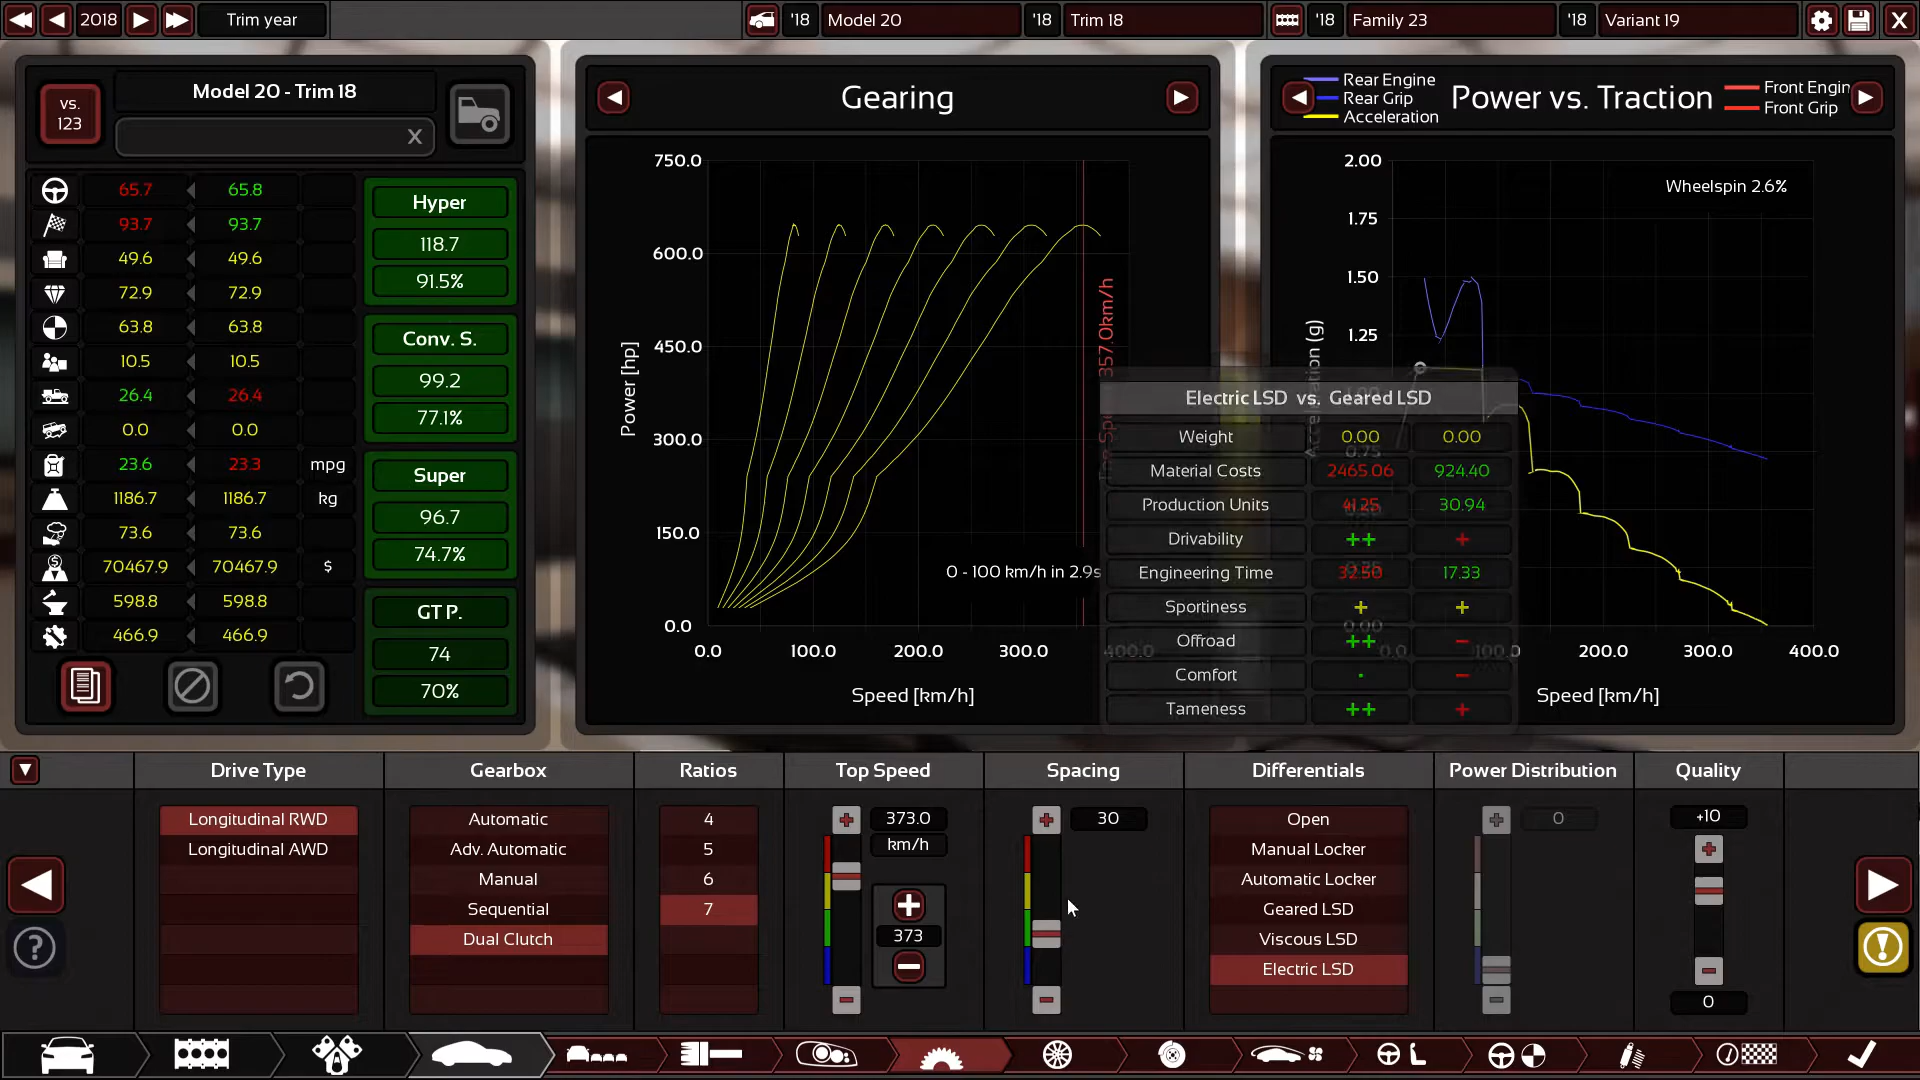 2018
Trim year
'18
Model 20
'18
Trim 18
'18
Family 23
'18
Variant 19
X
vs.
123
Model 20 - Trim 18
X
65.7 65.8
93.7 93.7
49.6 49.6
72.9 72.9
63.8 63.8
10.5 10.5
26.4 26.4
0.0 0.0
23.6 23.3 mpg
1186.7 1186.7 kg
73.6 73.6
70467.9 70467.9 $
598.8 598.8
466.9 466.9
Hyper
118.7
91.5%
Conv. S.
99.2
77.1%
Super
96.7
74.7%
GT P.
74
70%
Gearing
750.0
600.0
450.0
300.0
150.0
0.0
Power [hp]
0.0 100.0 200.0 300.0 400.0
Speed [km/h]
357.0km/h
0 - 100 km/h in 2.9s
Rear Engine
Rear Grip
Acceleration
Power vs. Traction
Front Engin
Front Grip
2.00
1.75
1.50
1.25
0.75
0.00
Wheelspin 2.6%
Acceleration (g)
0.0 100.0 200.0 300.0 400.0
Speed [km/h]
Electric LSD vs. Geared LSD
Weight 0.00 0.00
Material Costs 2465.06 924.40
Production Units 41.25 30.94
Drivability ++ +
Engineering Time 32.50 17.33
Sportiness + +
Offroad ++ -
Comfort · -
Tameness ++ +
Drive Type
Longitudinal RWD
Longitudinal AWD
Gearbox
Automatic
Adv. Automatic
Manual
Sequential
Dual Clutch
Ratios
4
5
6
7
Top Speed
373.0
km/h
373
Spacing
30
Differentials
Open
Manual Locker
Automatic Locker
Geared LSD
Viscous LSD
Electric LSD
Power Distribution
0
Quality
+10
0